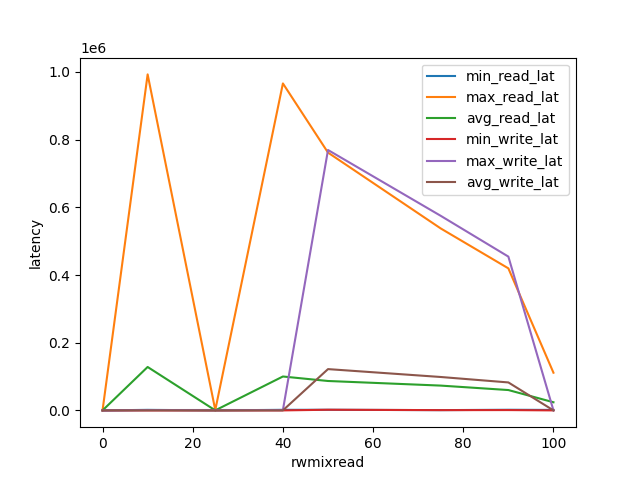 1e6
1.0
0.8
0.6
0.4
0.2
0.0
latency
min_read_lat
max_read_lat
avg_read_lat
min_write_lat
max_write_lat
avg_write_lat
0 20 40 60 80 100
rwmixread